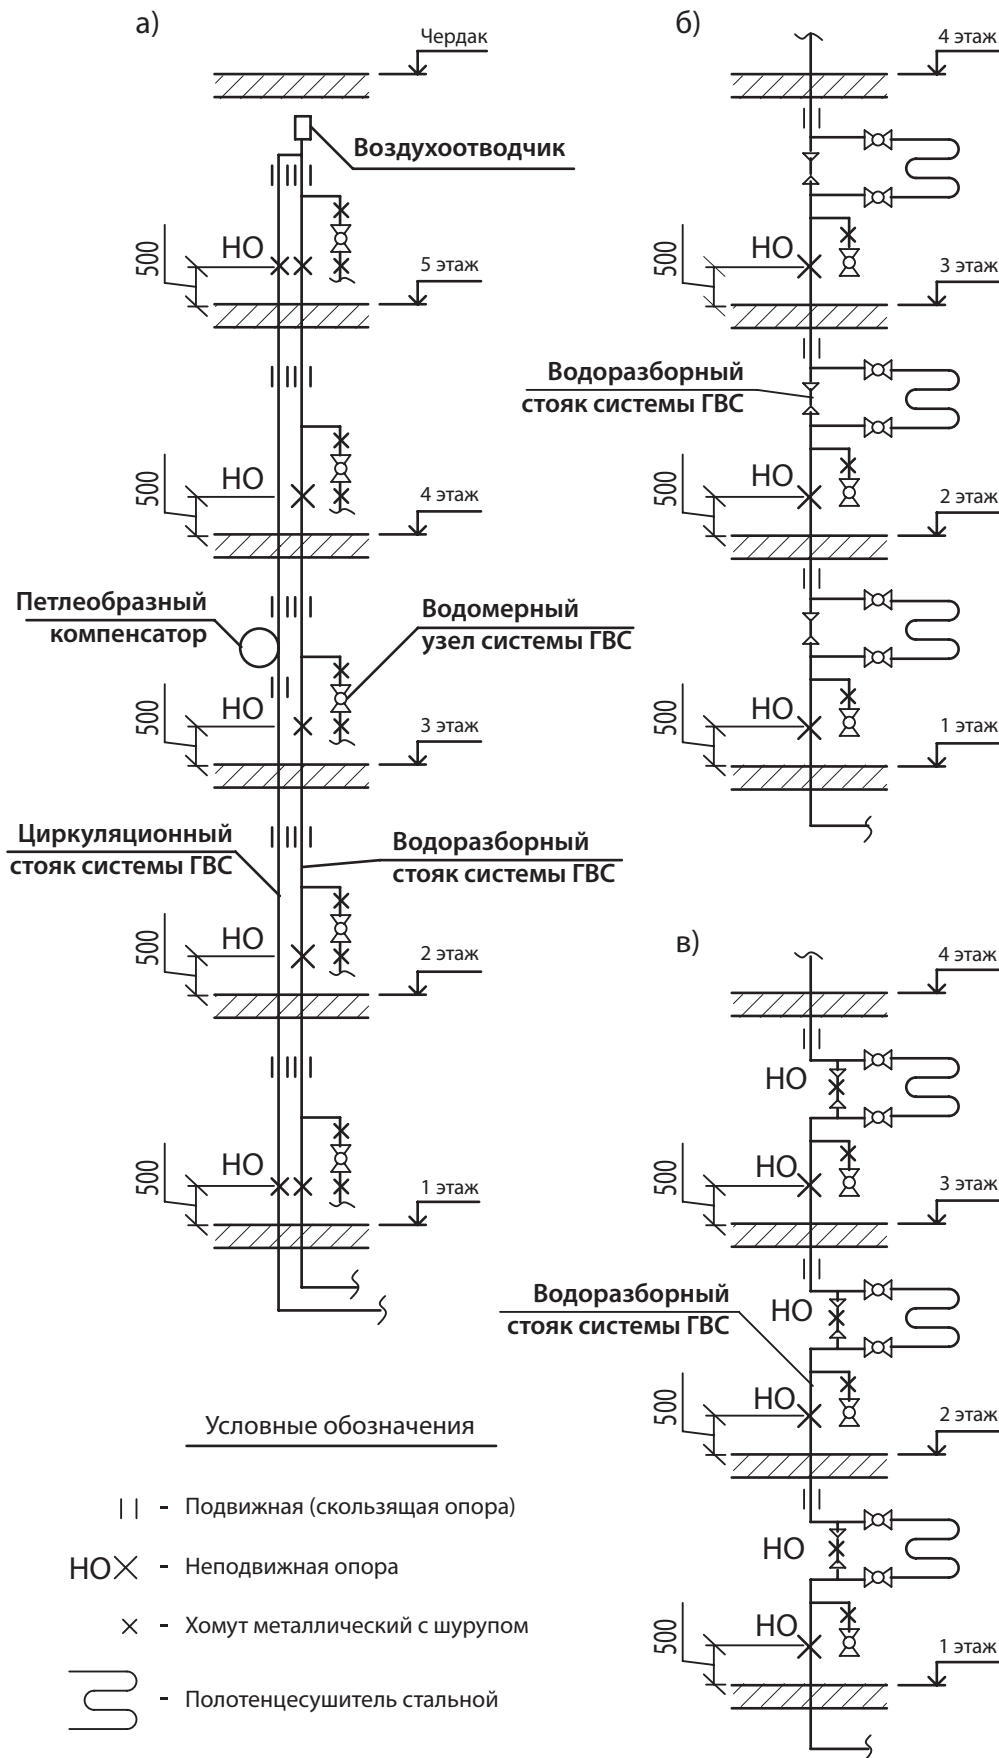 а)
Чердак
Воздухоотводчик
500
НО
5 этаж
500
НО
4 этаж
Петлеобразный
компенсатор
Водомерный
узел системы ГВС
500
НО
3 этаж
Циркуляционный
стояк системы ГВС
Водоразборный
стояк системы ГВС
500
НО
2 этаж
500
НО
1 этаж
Условные обозначения
- Подвижная (скользящая опора)
НО - Неподвижная опора
- Хомут металлический с шурупом
- Полотенцесушитель стальной
б)
4 этаж
500
НО
3 этаж
Водоразборный
стояк системы ГВС
500
НО
2 этаж
500
НО
1 этаж
в)
4 этаж
НО
500
НО
3 этаж
Водоразборный
стояк системы ГВС
НО
500
НО
2 этаж
НО
500
НО
1 этаж